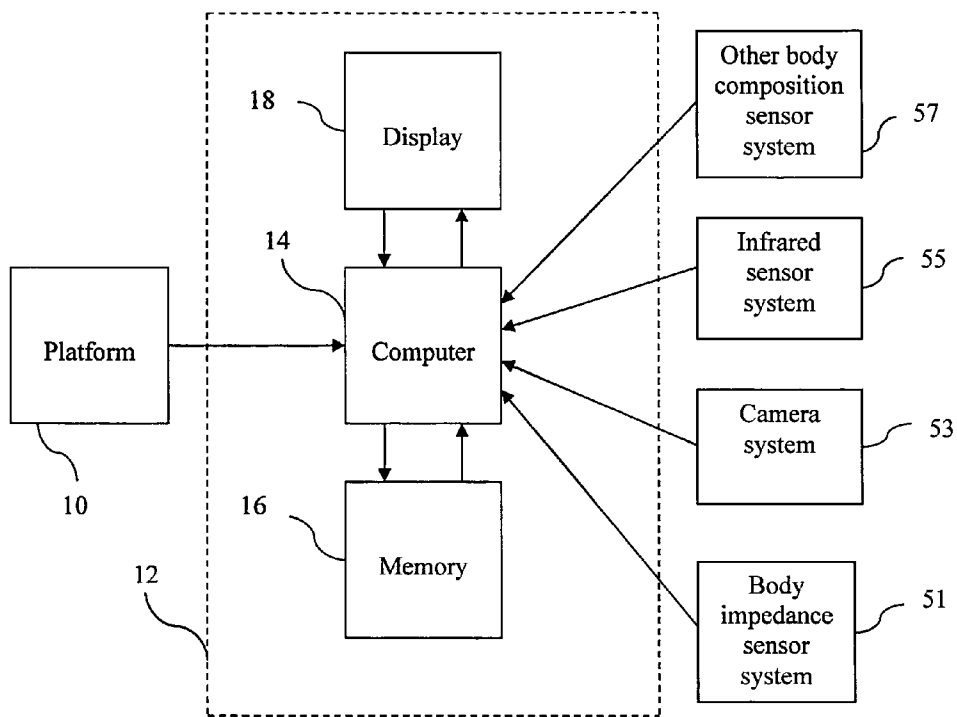 Other body
composition
sensor
system
57
18
Display
14
Infrared
sensor
system
55
Platform
Computer
10
Camera
system
53
16
Memory
12
Body
impedance
sensor
system
51